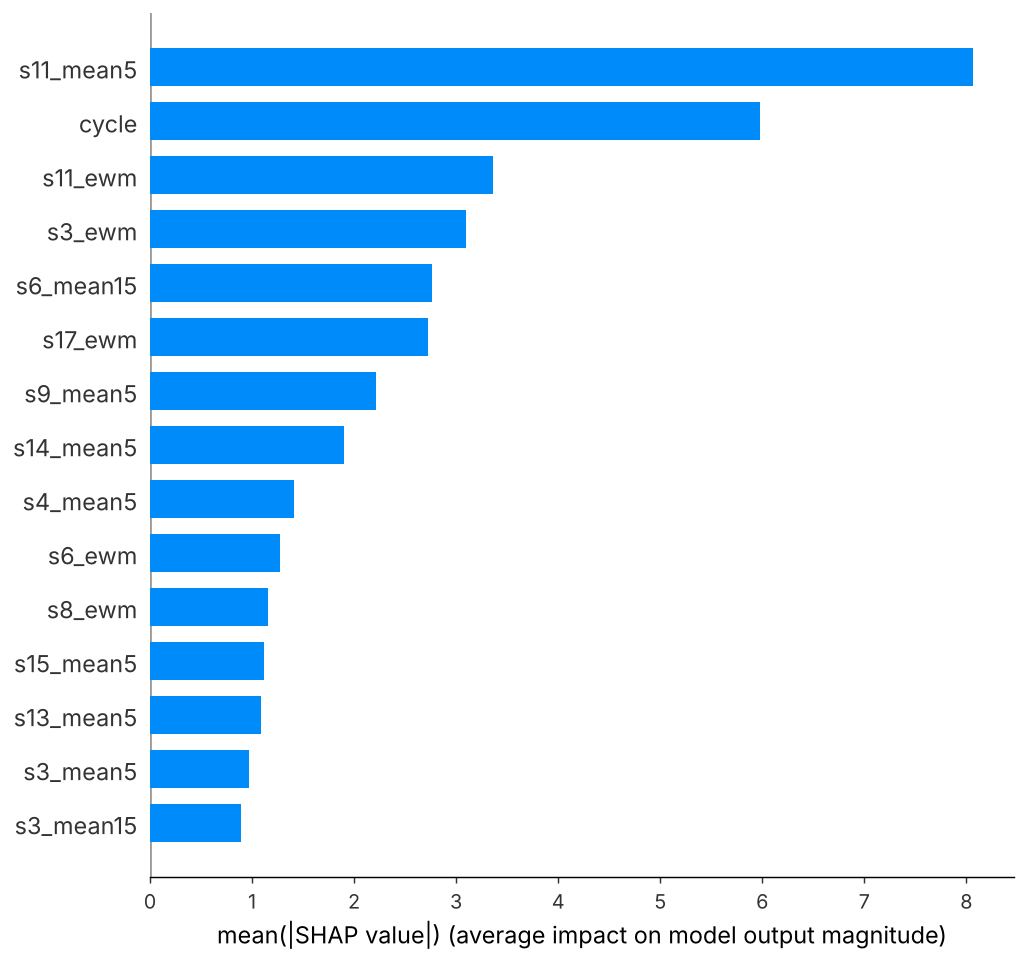 s11_mean5
cycle
s11_ewm
s3_ewm
s6_mean15
s17_ewm
s9_mean5
s14_mean5
s4_mean5
s6_ewm
s8_ewm
s15_mean5
s13_mean5
s3_mean5
s3_mean15
0 1 2 3 4 5 6 7 8
mean(|SHAP value|) (average impact on model output magnitude)